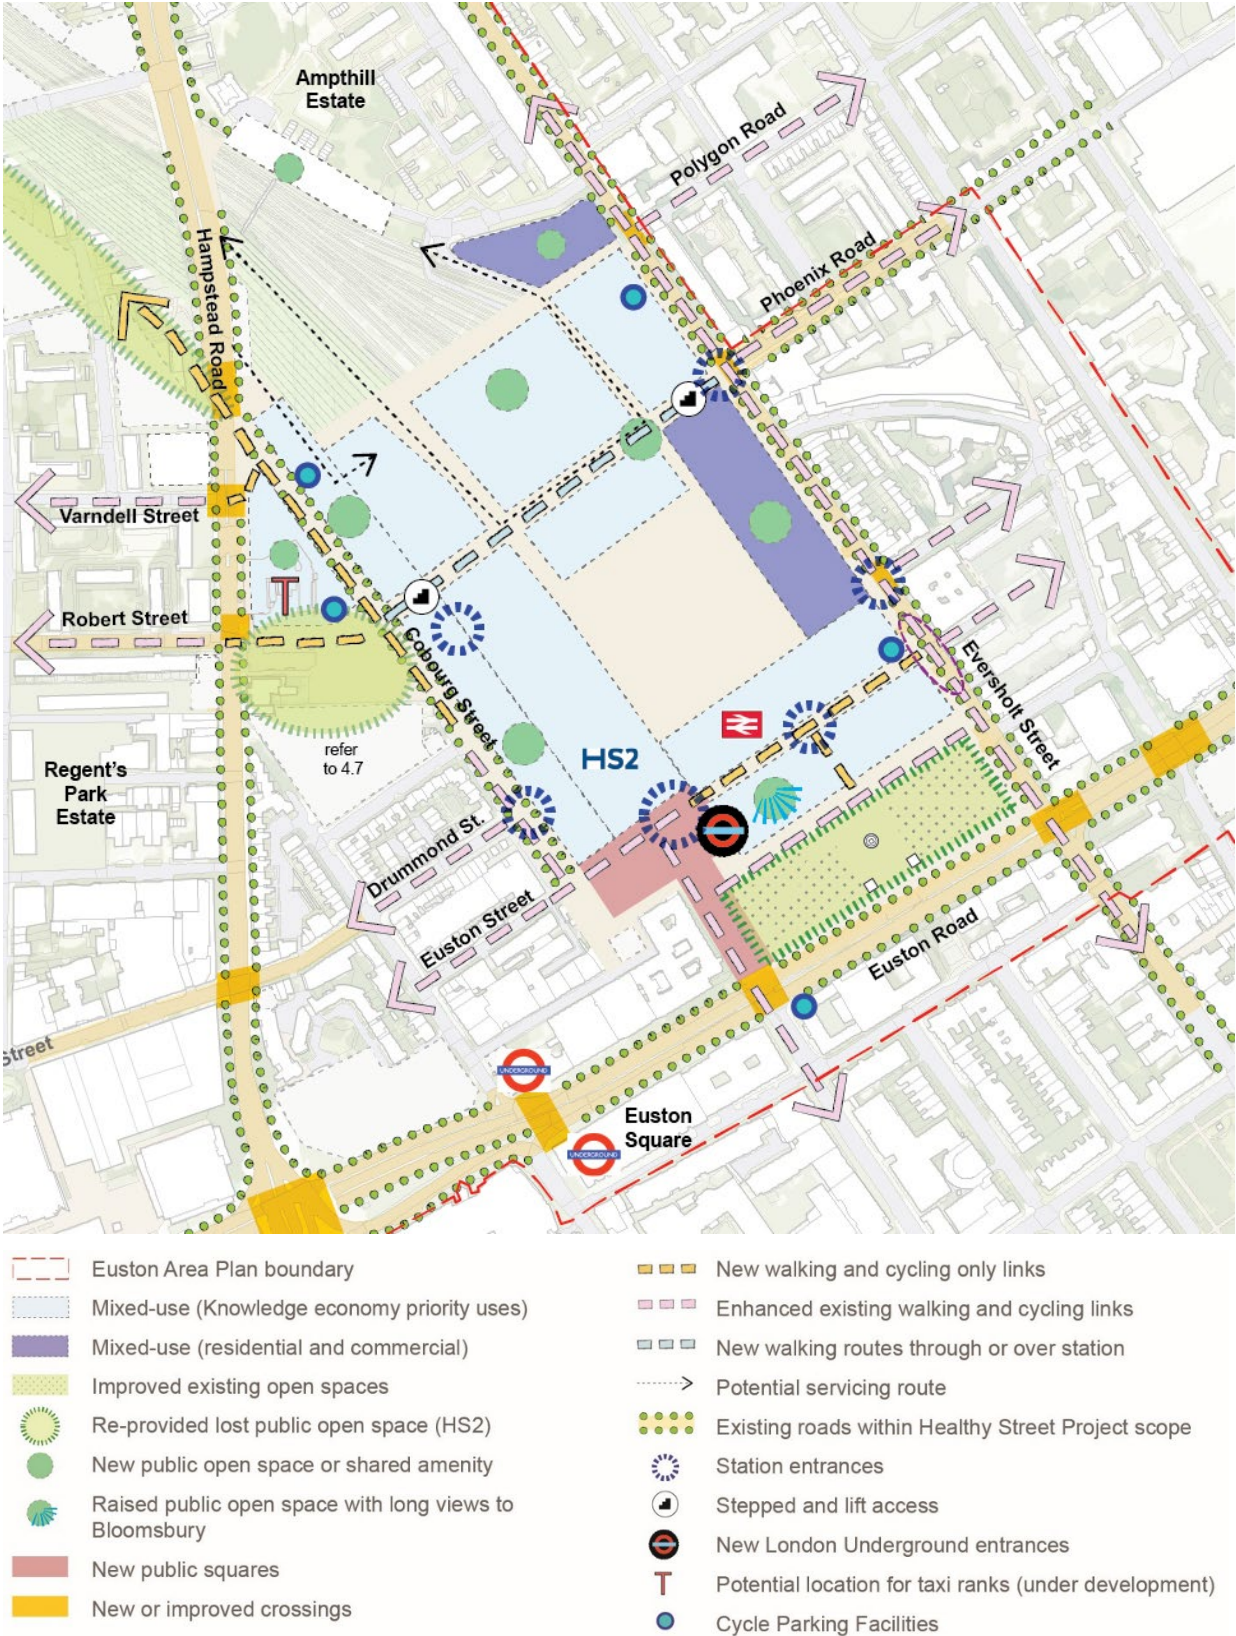 Ampthill
Estate
Polygon Road
Phoenix Road
Hampstead Road
Varndell Street
T
Robert Street
Cobourg Street
Eversholt Street
refer
to 4.7
HS2
Regent's
Park
Estate
Drummond St.
Euston Street
Euston Road
Street
UNDERGROUND
Euston
Square
UNDERGROUND
Euston Area Plan boundary
Mixed-use (Knowledge economy priority uses)
Mixed-use (residential and commercial)
Improved existing open spaces
Re-provided lost public open space (HS2)
New public open space or shared amenity
Raised public open space with long views to
Bloomsbury
New public squares
New or improved crossings
New walking and cycling only links
Enhanced existing walking and cycling links
New walking routes through or over station
Potential servicing route
Existing roads within Healthy Street Project scope
Station entrances
Stepped and lift access
New London Underground entrances
T Potential location for taxi ranks (under development)
Cycle Parking Facilities